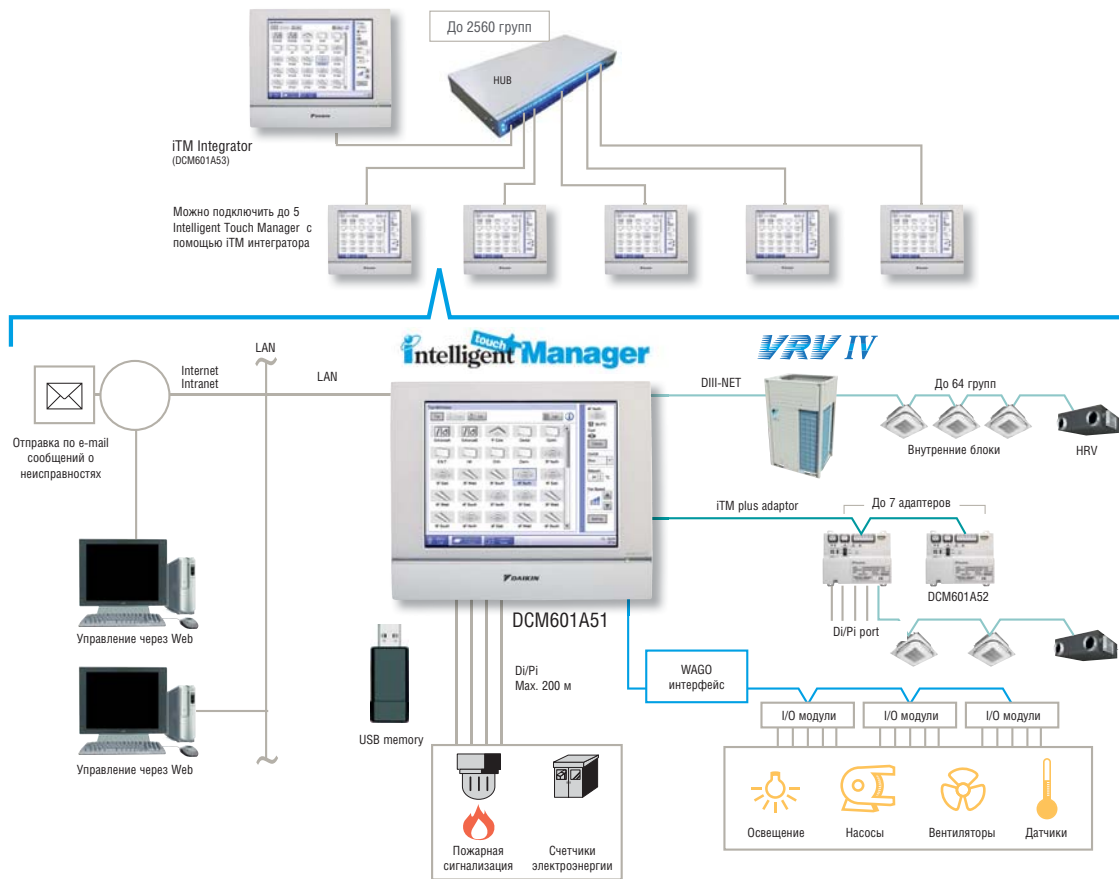 До 2560 групп
HUB
DAIKIN
iTM Integrator
(DCM601A53)
Можно подключить до 5
Intelligent Touch Manager с
помощью iTM интегратора
LAN
Internet
Intranet
LAN
intelligent touch Manager
VRV IV
DIII-NET
До 64 групп
Внутренние блоки
HRV
Отправка по e-mail
сообщений о
неисправностях
iTM plus adaptor
До 7 адаптеров
DCM601A52
Di/Pi port
DAIKIN
DCM601A51
Управление через Web
Управление через Web
USB memory
Di/Pi
Max. 200 м
WAGO
интерфейс
I/O модули
I/O модули
I/O модули
Освещение
Насосы
Вентиляторы
Датчики
Пожарная
сигнализация
Счетчики
электроэнергии